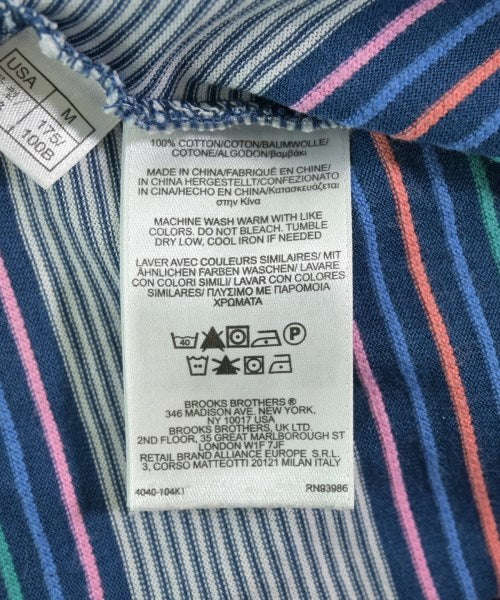 USA
M
175/
100B
100% COTTON/COTON/BAUMWOLLE/
COTONE/ALGODON/βαμβάκι
MADE IN CHINA/FABRIQUÉ EN CHINE/
IN CHINA HERGESTELLT/CONFEZIONATO
IN CINA/HECHO EN CHINA/Κατασκευάζεται
στην Κίνα
MACHINE WASH WARM WITH LIKE
COLORS. DO NOT BLEACH. TUMBLE
DRY LOW, COOL IRON IF NEEDED
LAVER AVEC COULEURS SIMILAIRES/ MIT
ÄHNLICHEN FARBEN WASCHEN/ LAVARE
CON COLORI SIMILI/ LAVAR CON COLORES
SIMILARES/ ΠΛΥΣΙΜΟ ΜΕ ΠΑΡΟΜΟΙΑ
ΧΡΩΜΑΤΑ
40 P
BROOKS BROTHERS ®
346 MADISON AVE. NEW YORK,
NY 10017 USA
BROOKS BROTHERS, UK LTD.
2ND FLOOR, 35 GREAT MARLBOROUGH ST
LONDON W1F 7JF
RETAIL BRAND ALLIANCE EUROPE S.R.L.
3, CORSO MATTEOTTI 20121 MILAN ITALY
4040-104K1 RN93986